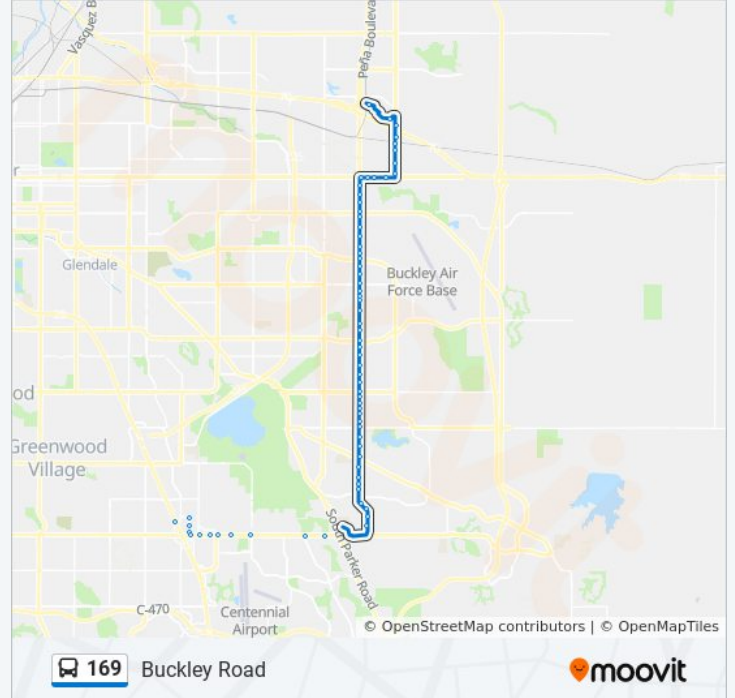 Vasquez B
Peña Bouleva
r
Glendale
Buckley Air
Force Base
od
Greenwood
Village
South Parker Road
C-470
Centennial
Airport
© OpenStreetMap contributors | © OpenMapTiles
169 Buckley Road
moovit